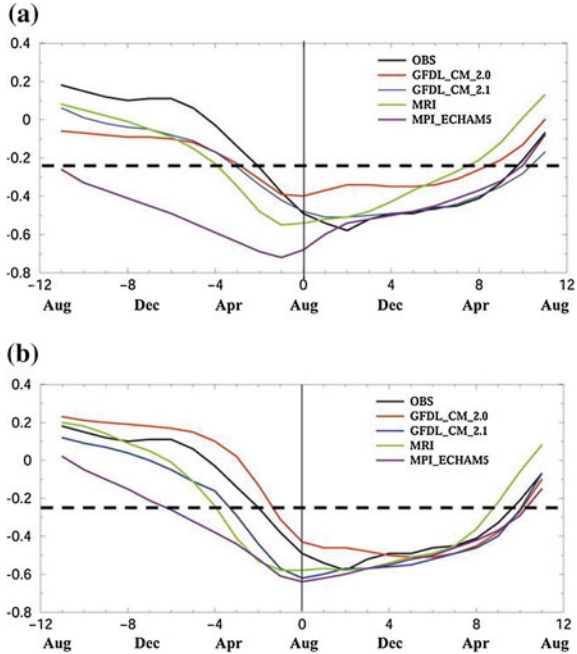 (a)
0.4
0.2
0
-0.2
-0.4
-0.6
-0.8
OBS
GFDL_CM_2.0
GFDL_CM_2.1
MRI
MPI_ECHAM5
-12 -8 -4 0 4 8 12
Aug Dec Apr Aug Dec Apr Aug
(b)
0.4
0.2
0
-0.2
-0.4
-0.6
-0.8
OBS
GFDL_CM_2.0
GFDL_CM_2.1
MRI
MPI_ECHAM5
-12 -8 -4 0 4 8 12
Aug Dec Apr Aug Dec Apr Aug